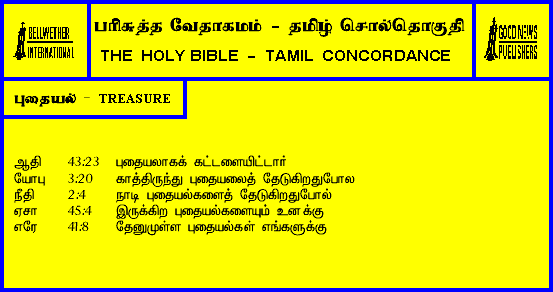 BELLWETHER
INTERNATIONAL
பரிசுத்த வேதாகமம் - தமிழ் சொல்தொகுதி
THE HOLY BIBLE - TAMIL CONCORDANCE
GOOD NEWS
PUBLISHERS
புதையல் - TREASURE
ஆதி 43:23 புதையலாகக் கட்டளையிட்டார்
யோபு 3:20 காத்திருந்து புதையலைத் தேடுகிறதுபோல
நீதி 2:4 நாடி புதையல்களைத் தேடுகிறதுபோல்
ஏசா 45:4 இருக்கிற புதையல்களையும் உனக்கு
எரே 41:8 தேனுமுள்ள புதையல்கள் எங்களுக்கு